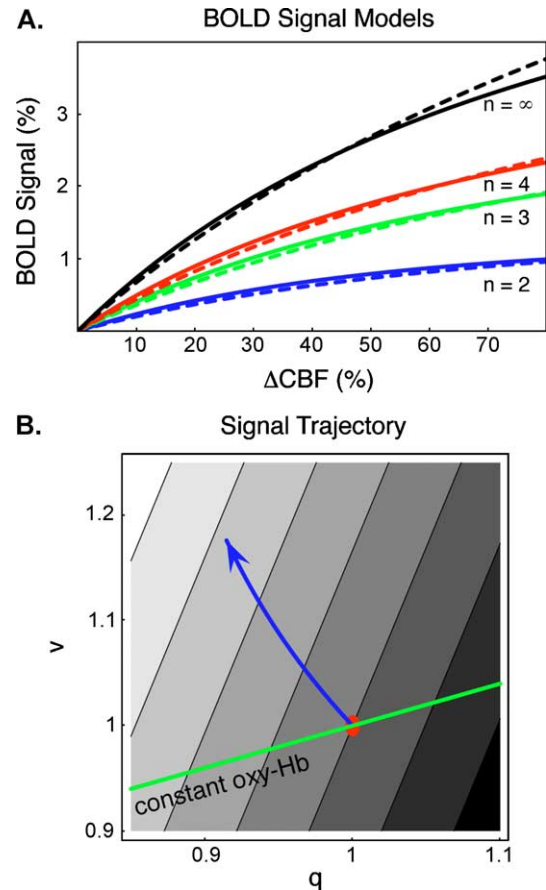 A.
BOLD Signal Models
BOLD Signal (%)
3
2
1
n = ∞
n = 4
n = 3
n = 2
10 20 30 40 50 60 70
ΔCBF (%)
B.
Signal Trajectory
v
1.2
1.11
1
0.9
constant oxy-Hb
0.9 1 1.1
q